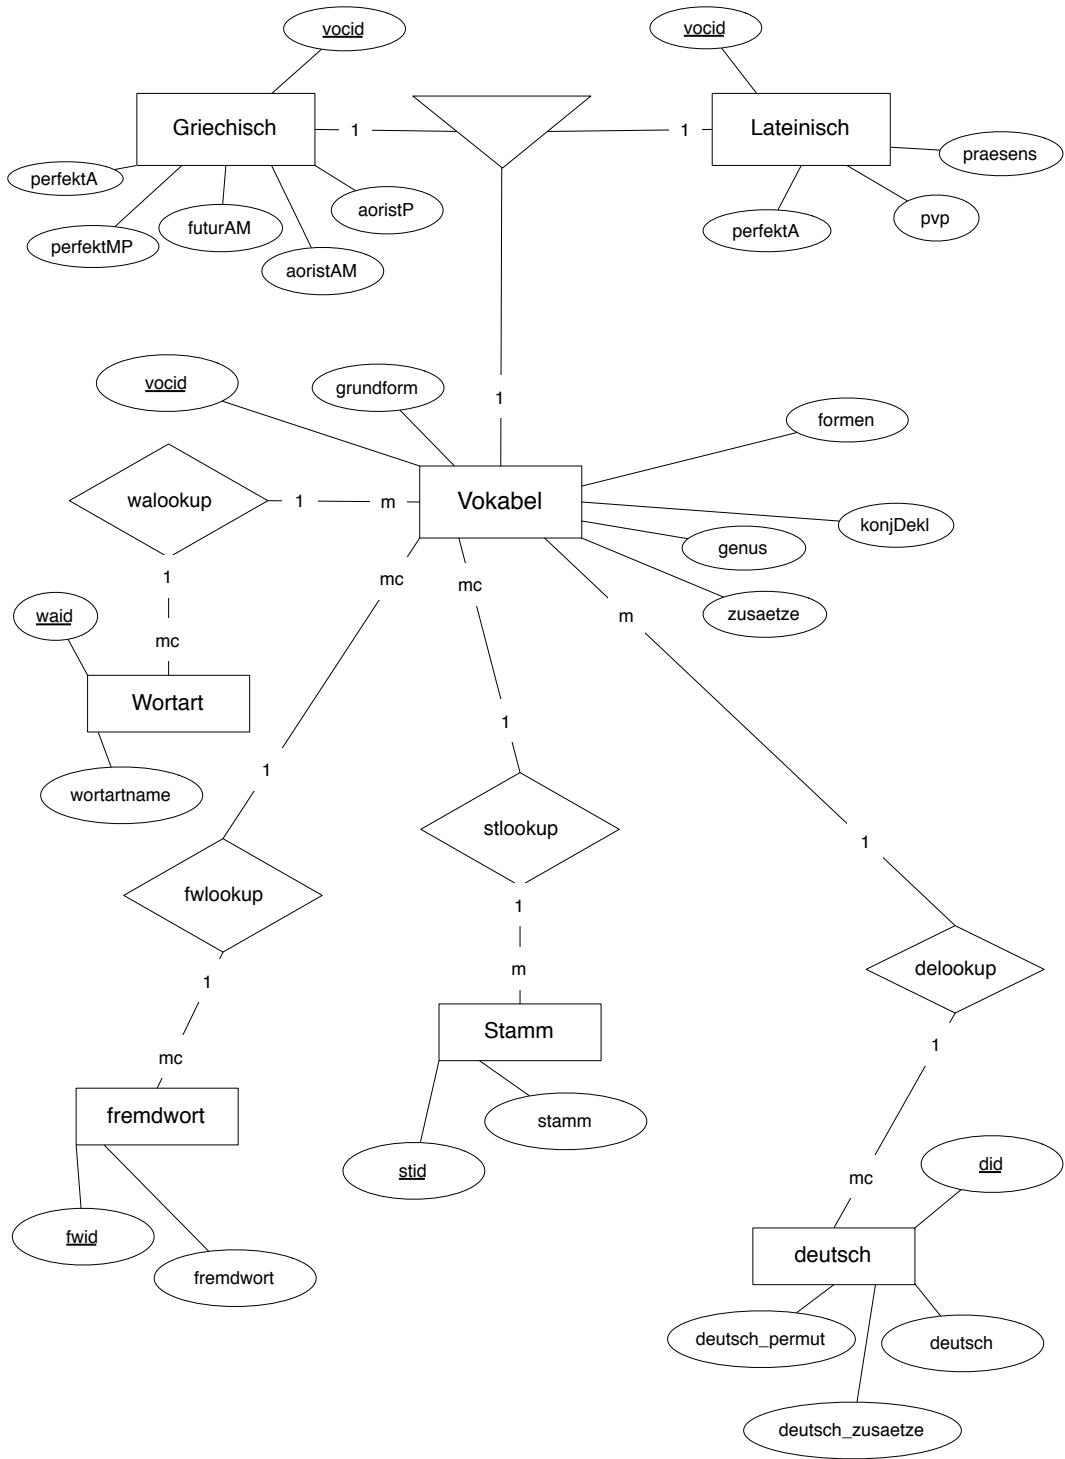 vocid
vocid
Griechisch
1
1
Lateinisch
praesens
perfektA
aoristP
pvp
futurAM
perfektA
perfektMP
aoristAM
vocid
grundform
1
formen
walookup
1
m
Vokabel
konjDekl
genus
1
mc
mc
waid
zusaetze
m
mc
Wortart
1
1
wortartname
stlookup
1
fwlookup
1
m
delookup
1
Stamm
1
mc
fremdwort
stamm
stid
did
mc
fwid
deutsch
fremdwort
deutsch_permut
deutsch
deutsch_zusaetze